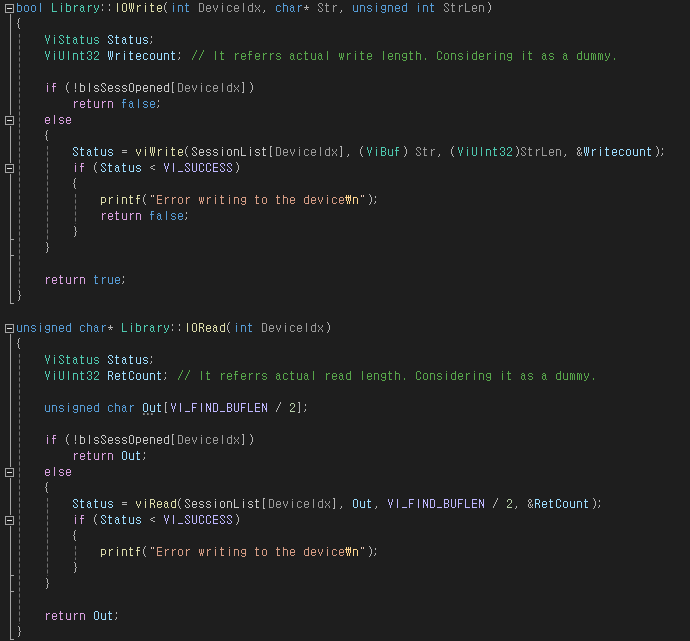 bool Library::IOWrite(int DeviceIdx, char* Str, unsigned int StrLen)
{
ViStatus Status;
ViUInt32 Writecount; // It referrs actual write length. Considering it as a dummy.
if (!bIsSessOpened[DeviceIdx])
return false;
else
{
Status = viWrite(SessionList[DeviceIdx], (ViBuf) Str, (ViUInt32)StrLen, &Writecount);
if (Status < VI_SUCCESS)
{
printf("Error writing to the device₩n");
return false;
}
}
return true;
}
unsigned char* Library::IORead(int DeviceIdx)
{
ViStatus Status;
ViUInt32 RetCount; // It referrs actual read length. Considering it as a dummy.
unsigned char Out[VI_FIND_BUFLEN / 2];
if (!bIsSessOpened[DeviceIdx])
return Out;
else
{
Status = viRead(SessionList[DeviceIdx], Out, VI_FIND_BUFLEN / 2, &RetCount);
if (Status < VI_SUCCESS)
{
printf("Error writing to the device₩n");
}
}
return Out;
}